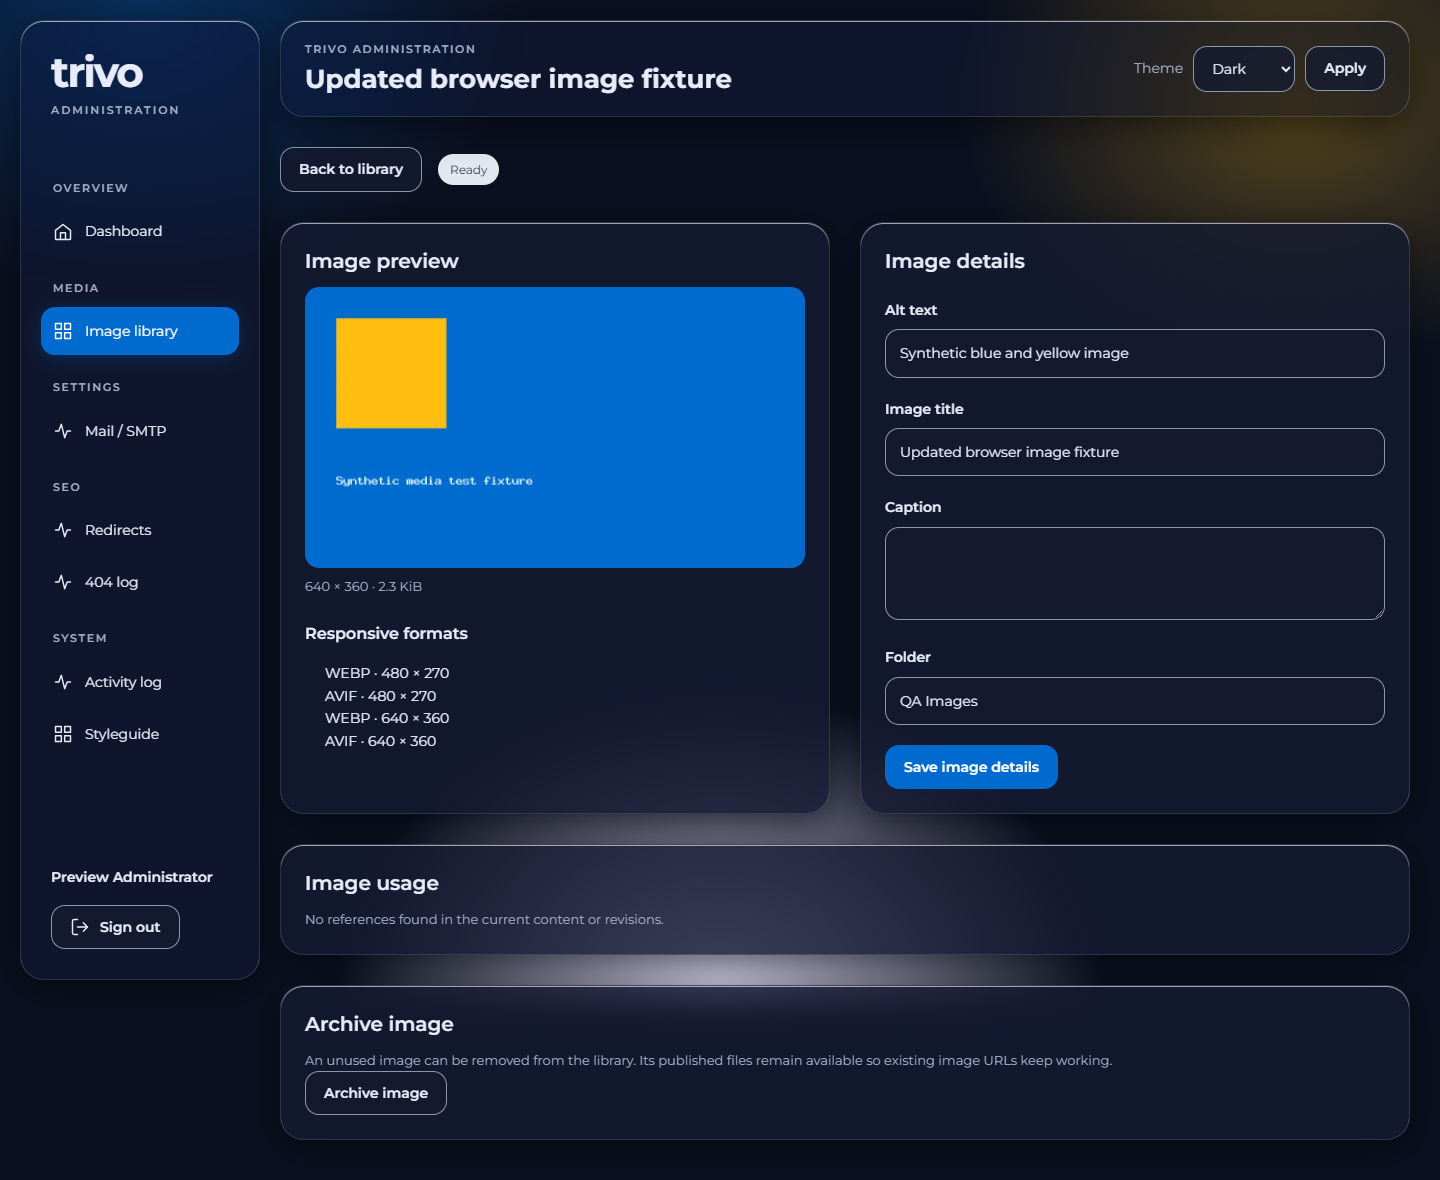 trivo
ADMINISTRATION
OVERVIEW
Dashboard
MEDIA
Image library
SETTINGS
Mail / SMTP
SEO
Redirects
404 log
SYSTEM
Activity log
Styleguide
Preview Administrator
Sign out
TRIVO ADMINISTRATION
Updated browser image fixture
Theme
Dark
Apply
Back to library
Ready
Image preview
Synthetic media test fixture
640 × 360 · 2.3 KiB
Responsive formats
WEBP · 480 × 270
AVIF · 480 × 270
WEBP · 640 × 360
AVIF · 640 × 360
Image details
Alt text
Synthetic blue and yellow image
Image title
Updated browser image fixture
Caption
Folder
QA Images
Save image details
Image usage
No references found in the current content or revisions.
Archive image
An unused image can be removed from the library. Its published files remain available so existing image URLs keep working.
Archive image